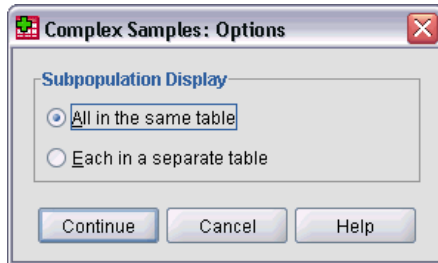 Complex Samples: Options
Subpopulation Display
All in the same table
Each in a separate table
Continue Cancel Help